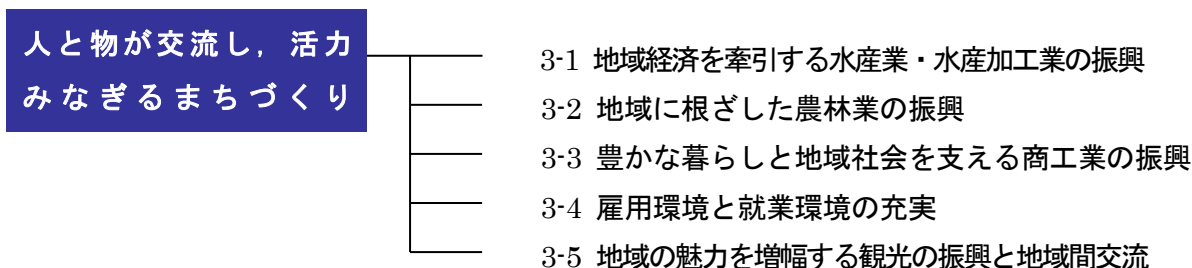 人と物が交流し，活力
みなぎるまちづくり
3-1 地域経済を牽引する水産業・水産加工業の振興
3-2 地域に根ざした農林業の振興
3-3 豊かな暮らしと地域社会を支える商工業の振興
3-4 雇用環境と就業環境の充実
3-5 地域の魅力を増幅する観光の振興と地域間交流